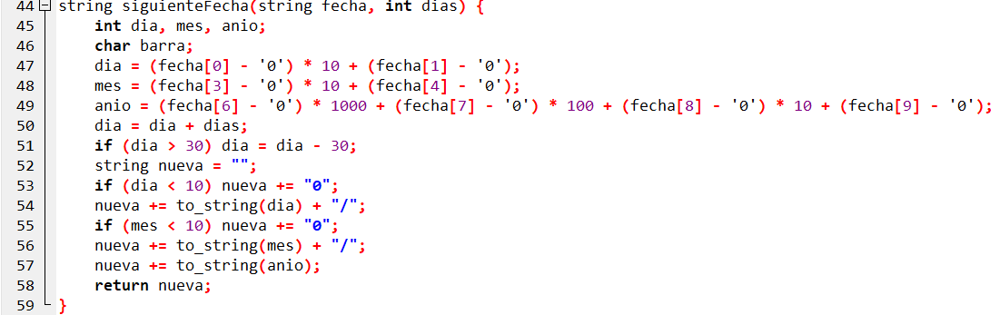 44 string siguienteFecha(string fecha, int dias) {
45 int dia, mes, anio;
46 char barra;
47 dia = (fecha[0] - '0') * 10 + (fecha[1] - '0');
48 mes = (fecha[3] - '0') * 10 + (fecha[4] - '0');
49 anio = (fecha[6] - '0') * 1000 + (fecha[7] - '0') * 100 + (fecha[8] - '0') * 10 + (fecha[9] - '0');
50 dia = dia + dias;
51 if (dia > 30) dia = dia - 30;
52 string nueva = "";
53 if (dia < 10) nueva += "0";
54 nueva += to_string(dia) + "/";
55 if (mes < 10) nueva += "0";
56 nueva += to_string(mes) + "/";
57 nueva += to_string(anio);
58 return nueva;
59 }